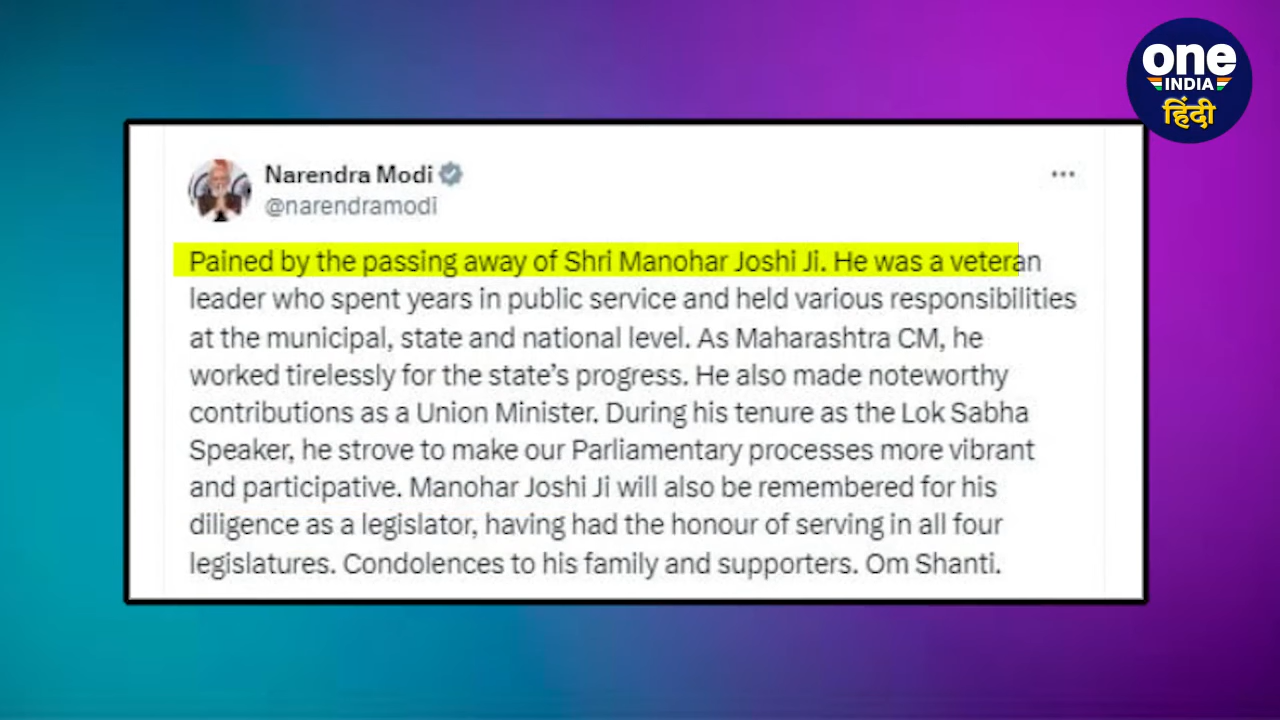 one
INDIA
हिंदी
Narendra Modi
@narendramodi
Pained by the passing away of Shri Manohar Joshi Ji. He was a veteran
leader who spent years in public service and held various responsibilities
at the municipal, state and national level. As Maharashtra CM, he
worked tirelessly for the state’s progress. He also made noteworthy
contributions as a Union Minister. During his tenure as the Lok Sabha
Speaker, he strove to make our Parliamentary processes more vibrant
and participative. Manohar Joshi Ji will also be remembered for his
diligence as a legislator, having had the honour of serving in all four
legislatures. Condolences to his family and supporters. Om Shanti.